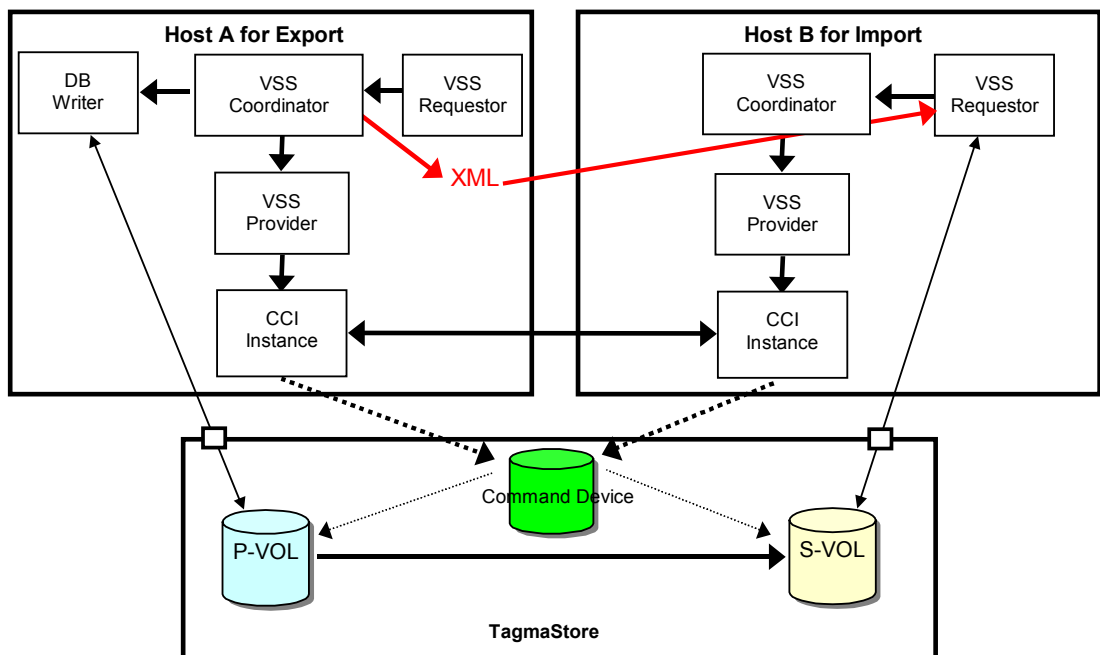 Host A for Export
DB
Writer
VSS
Coordinator
VSS
Requestor
VSS
Provider
CCI
Instance
XML
Host B for Import
VSS
Coordinator
VSS
Requestor
VSS
Provider
CCI
Instance
Command Device
P-VOL
S-VOL
TagmaStore